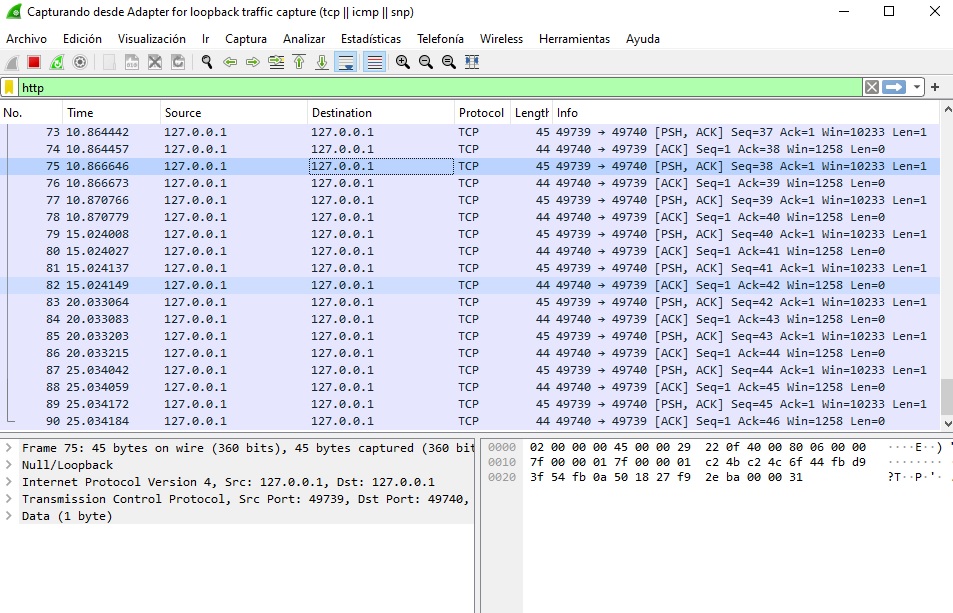 Capturando desde Adapter for loopback traffic capture (tcp || icmp || snp)
Archivo Edición Visualización Ir Captura Analizar Estadísticas Telefonía Wireless Herramientas Ayuda
http
No. Time Source Destination Protocol Length Info
73 10.864442 127.0.0.1 127.0.0.1 TCP 45 49739 → 49740 [PSH, ACK] Seq=37 Ack=1 Win=10233 Len=1
74 10.864457 127.0.0.1 127.0.0.1 TCP 44 49740 → 49739 [ACK] Seq=1 Ack=38 Win=1258 Len=0
75 10.866646 127.0.0.1 127.0.0.1 TCP 45 49739 → 49740 [PSH, ACK] Seq=38 Ack=1 Win=10233 Len=1
76 10.866673 127.0.0.1 127.0.0.1 TCP 44 49740 → 49739 [ACK] Seq=1 Ack=39 Win=1258 Len=0
77 10.870766 127.0.0.1 127.0.0.1 TCP 45 49739 → 49740 [PSH, ACK] Seq=39 Ack=1 Win=10233 Len=1
78 10.870779 127.0.0.1 127.0.0.1 TCP 44 49740 → 49739 [ACK] Seq=1 Ack=40 Win=1258 Len=0
79 15.024008 127.0.0.1 127.0.0.1 TCP 45 49739 → 49740 [PSH, ACK] Seq=40 Ack=1 Win=10233 Len=1
80 15.024027 127.0.0.1 127.0.0.1 TCP 44 49740 → 49739 [ACK] Seq=1 Ack=41 Win=1258 Len=0
81 15.024137 127.0.0.1 127.0.0.1 TCP 45 49739 → 49740 [PSH, ACK] Seq=41 Ack=1 Win=10233 Len=1
82 15.024149 127.0.0.1 127.0.0.1 TCP 44 49740 → 49739 [ACK] Seq=1 Ack=42 Win=1258 Len=0
83 20.033064 127.0.0.1 127.0.0.1 TCP 45 49739 → 49740 [PSH, ACK] Seq=42 Ack=1 Win=10233 Len=1
84 20.033083 127.0.0.1 127.0.0.1 TCP 44 49740 → 49739 [ACK] Seq=1 Ack=43 Win=1258 Len=0
85 20.033203 127.0.0.1 127.0.0.1 TCP 45 49739 → 49740 [PSH, ACK] Seq=43 Ack=1 Win=10233 Len=1
86 20.033215 127.0.0.1 127.0.0.1 TCP 44 49740 → 49739 [ACK] Seq=1 Ack=44 Win=1258 Len=0
87 25.034042 127.0.0.1 127.0.0.1 TCP 45 49739 → 49740 [PSH, ACK] Seq=44 Ack=1 Win=10233 Len=1
88 25.034059 127.0.0.1 127.0.0.1 TCP 44 49740 → 49739 [ACK] Seq=1 Ack=45 Win=1258 Len=0
89 25.034172 127.0.0.1 127.0.0.1 TCP 45 49739 → 49740 [PSH, ACK] Seq=45 Ack=1 Win=10233 Len=1
90 25.034184 127.0.0.1 127.0.0.1 TCP 44 49740 → 49739 [ACK] Seq=1 Ack=46 Win=1258 Len=0
Frame 75: 45 bytes on wire (360 bits), 45 bytes captured (360 bit
Null/Loopback
Internet Protocol Version 4, Src: 127.0.0.1, Dst: 127.0.0.1
Transmission Control Protocol, Src Port: 49739, Dst Port: 49740,
Data (1 byte)
0000 02 00 00 00 45 00 00 29 22 0f 40 00 80 06 00 00 ····E··)
0010 7f 00 00 01 7f 00 00 01 c2 4b c2 4c 6f 44 fb d9 ········
0020 3f 54 fb 0a 50 18 27 f9 2e ba 00 00 31 ?T··P·'·